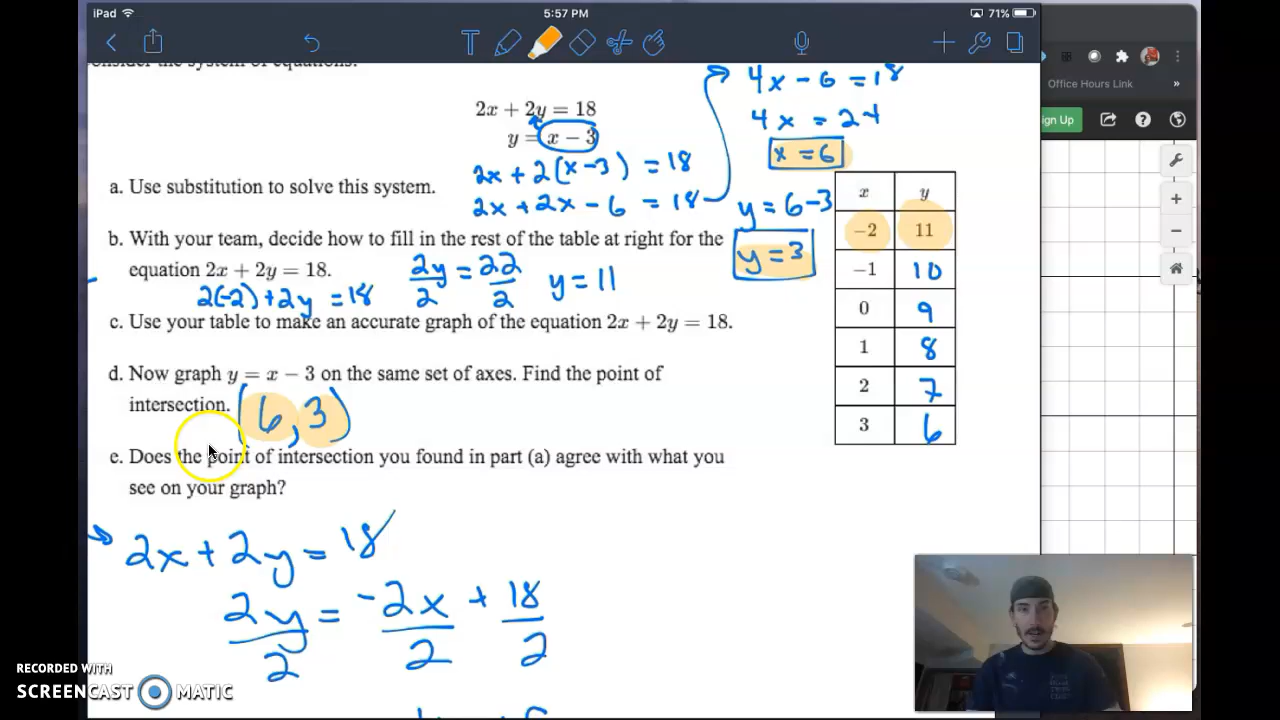 iPad 5:57 PM 71%
Office Hours Link »
ign Up
onsider the system of equations.
2x + 2y = 18
y = x − 3
2x + 2(x−3) = 18
2x + 2x − 6 = 18
4x − 6 = 18
4x = 24
x = 6
y = 6−3
y = 3
a. Use substitution to solve this system.
b. With your team, decide how to fill in the rest of the table at right for the
equation 2x + 2y = 18.
2(-2) + 2y = 18
2y/2 = 22/2
y = 11
c. Use your table to make an accurate graph of the equation 2x + 2y = 18.
d. Now graph y = x − 3 on the same set of axes. Find the point of
intersection. (6, 3)
e. Does the point of intersection you found in part (a) agree with what you
see on your graph?
x y
−2 11
−1 10
0 9
1 8
2 7
3 6
2x + 2y = 18
2y/2 = -2x/2 + 18/2
RECORDED WITH
SCREENCAST MATIC